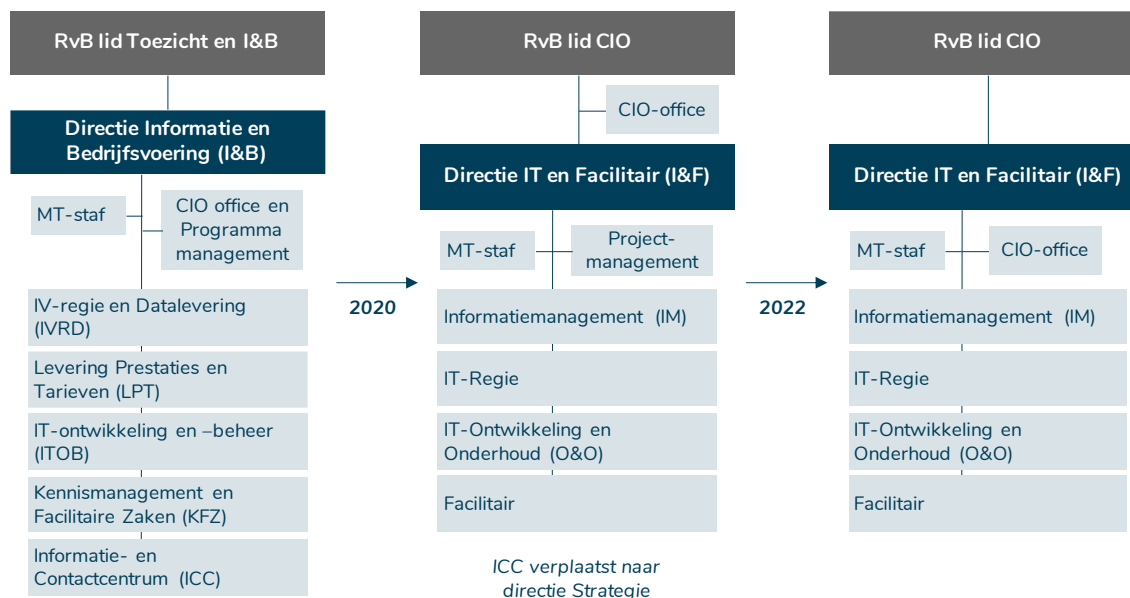 RvB lid Toezicht en I&B
Directie Informatie en
Bedrijfsvoering (I&B)
MT-staf
CIO office en
Programma
management
IV-regie en Datalevering
(IVRD)
Levering Prestaties en
Tarieven (LPT)
IT-ontwikkeling en –beheer
(ITOB)
Kennismanagement en
Facilitaire Zaken (KFZ)
Informatie- en
Contactcentrum (ICC)
2020
RvB lid CIO
CIO-office
Directie IT en Facilitair (I&F)
MT-staf
Project-
management
Informatiemanagement (IM)
IT-Regie
IT-Ontwikkeling en
Onderhoud (O&O)
Facilitair
ICC verplaatst naar
directie Strategie
2022
RvB lid CIO
Directie IT en Facilitair (I&F)
MT-staf
CIO-office
Informatiemanagement (IM)
IT-Regie
IT-Ontwikkeling en
Onderhoud (O&O)
Facilitair